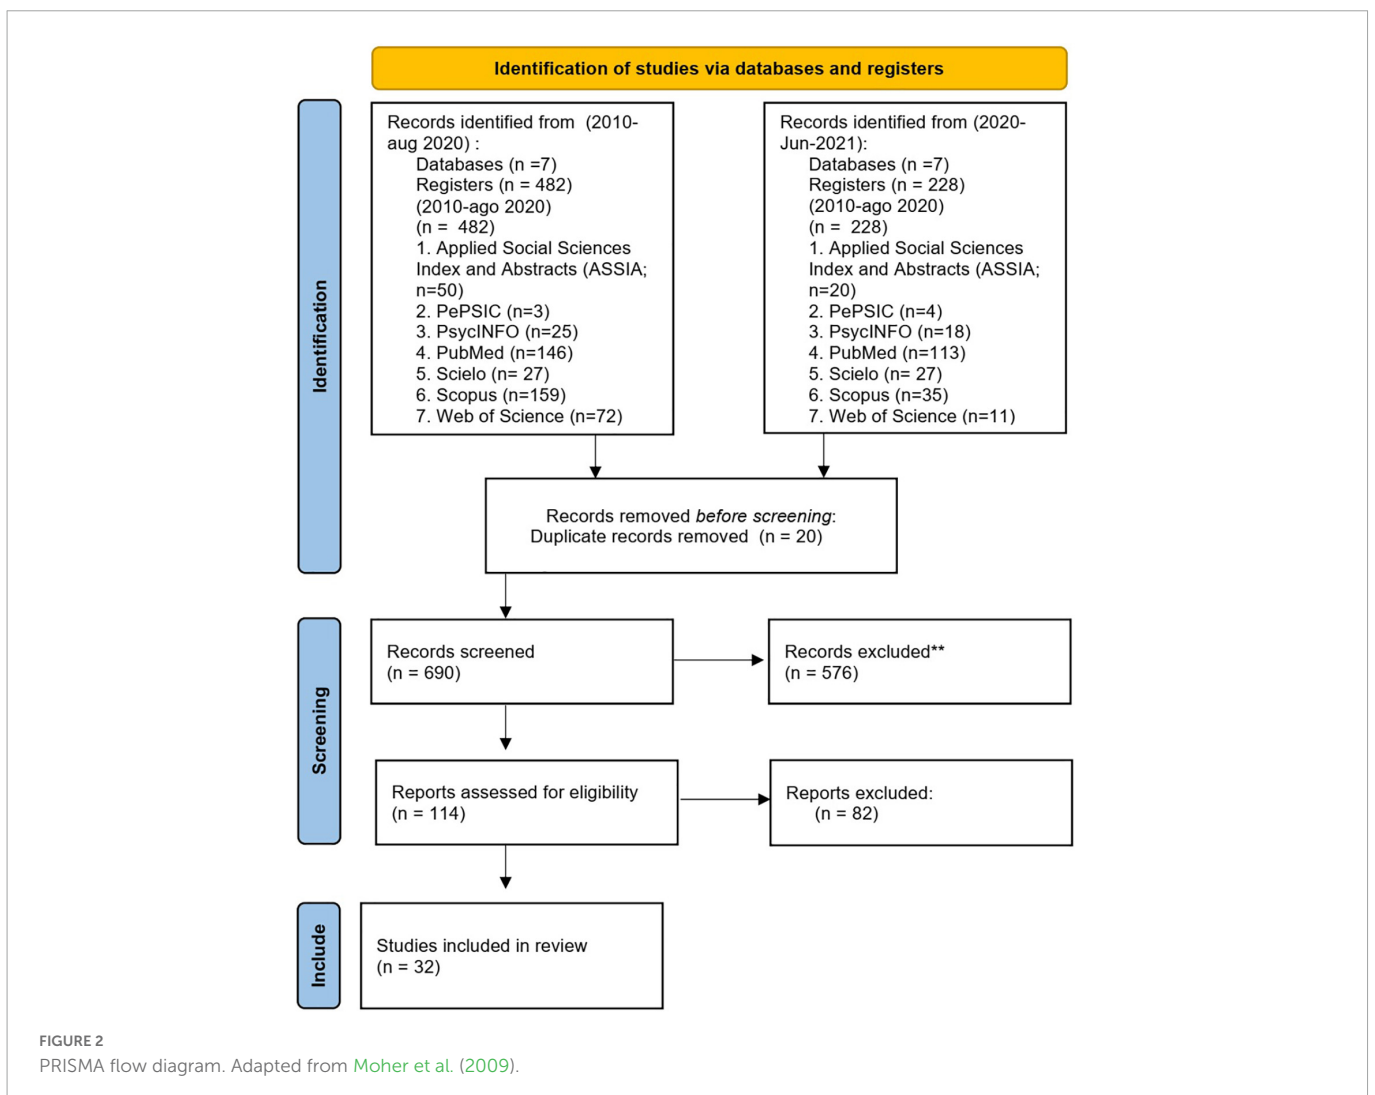 Identification of studies via databases and registers
Identification
Records identified from  (2010-
aug 2020) :
Databases (n =7)
Registers (n = 482)
(2010-ago 2020)
(n =  482)
1. Applied Social Sciences
Index and Abstracts (ASSIA;
n=50)
2. PePSIC (n=3)
3. PsycINFO (n=25)
4. PubMed (n=146)
5. Scielo (n= 27)
6. Scopus (n=159)
7. Web of Science (n=72)
Records identified from (2020-
Jun-2021):
Databases (n =7)
Registers (n = 228)
(2010-ago 2020)
(n =  228)
1. Applied Social Sciences
Index and Abstracts (ASSIA;
n=20)
2. PePSIC (n=4)
3. PsycINFO (n=18)
4. PubMed (n=113)
5. Scielo (n= 27)
6. Scopus (n=35)
7. Web of Science (n=11)
Records removed before screening:
Duplicate records removed  (n = 20)
Screening
Records screened
(n = 690)
Records excluded**
(n = 576)
Reports assessed for eligibility
(n = 114)
Reports excluded:
(n = 82)
Include
Studies included in review
(n = 32)
FIGURE 2
PRISMA flow diagram. Adapted from Moher et al. (2009).